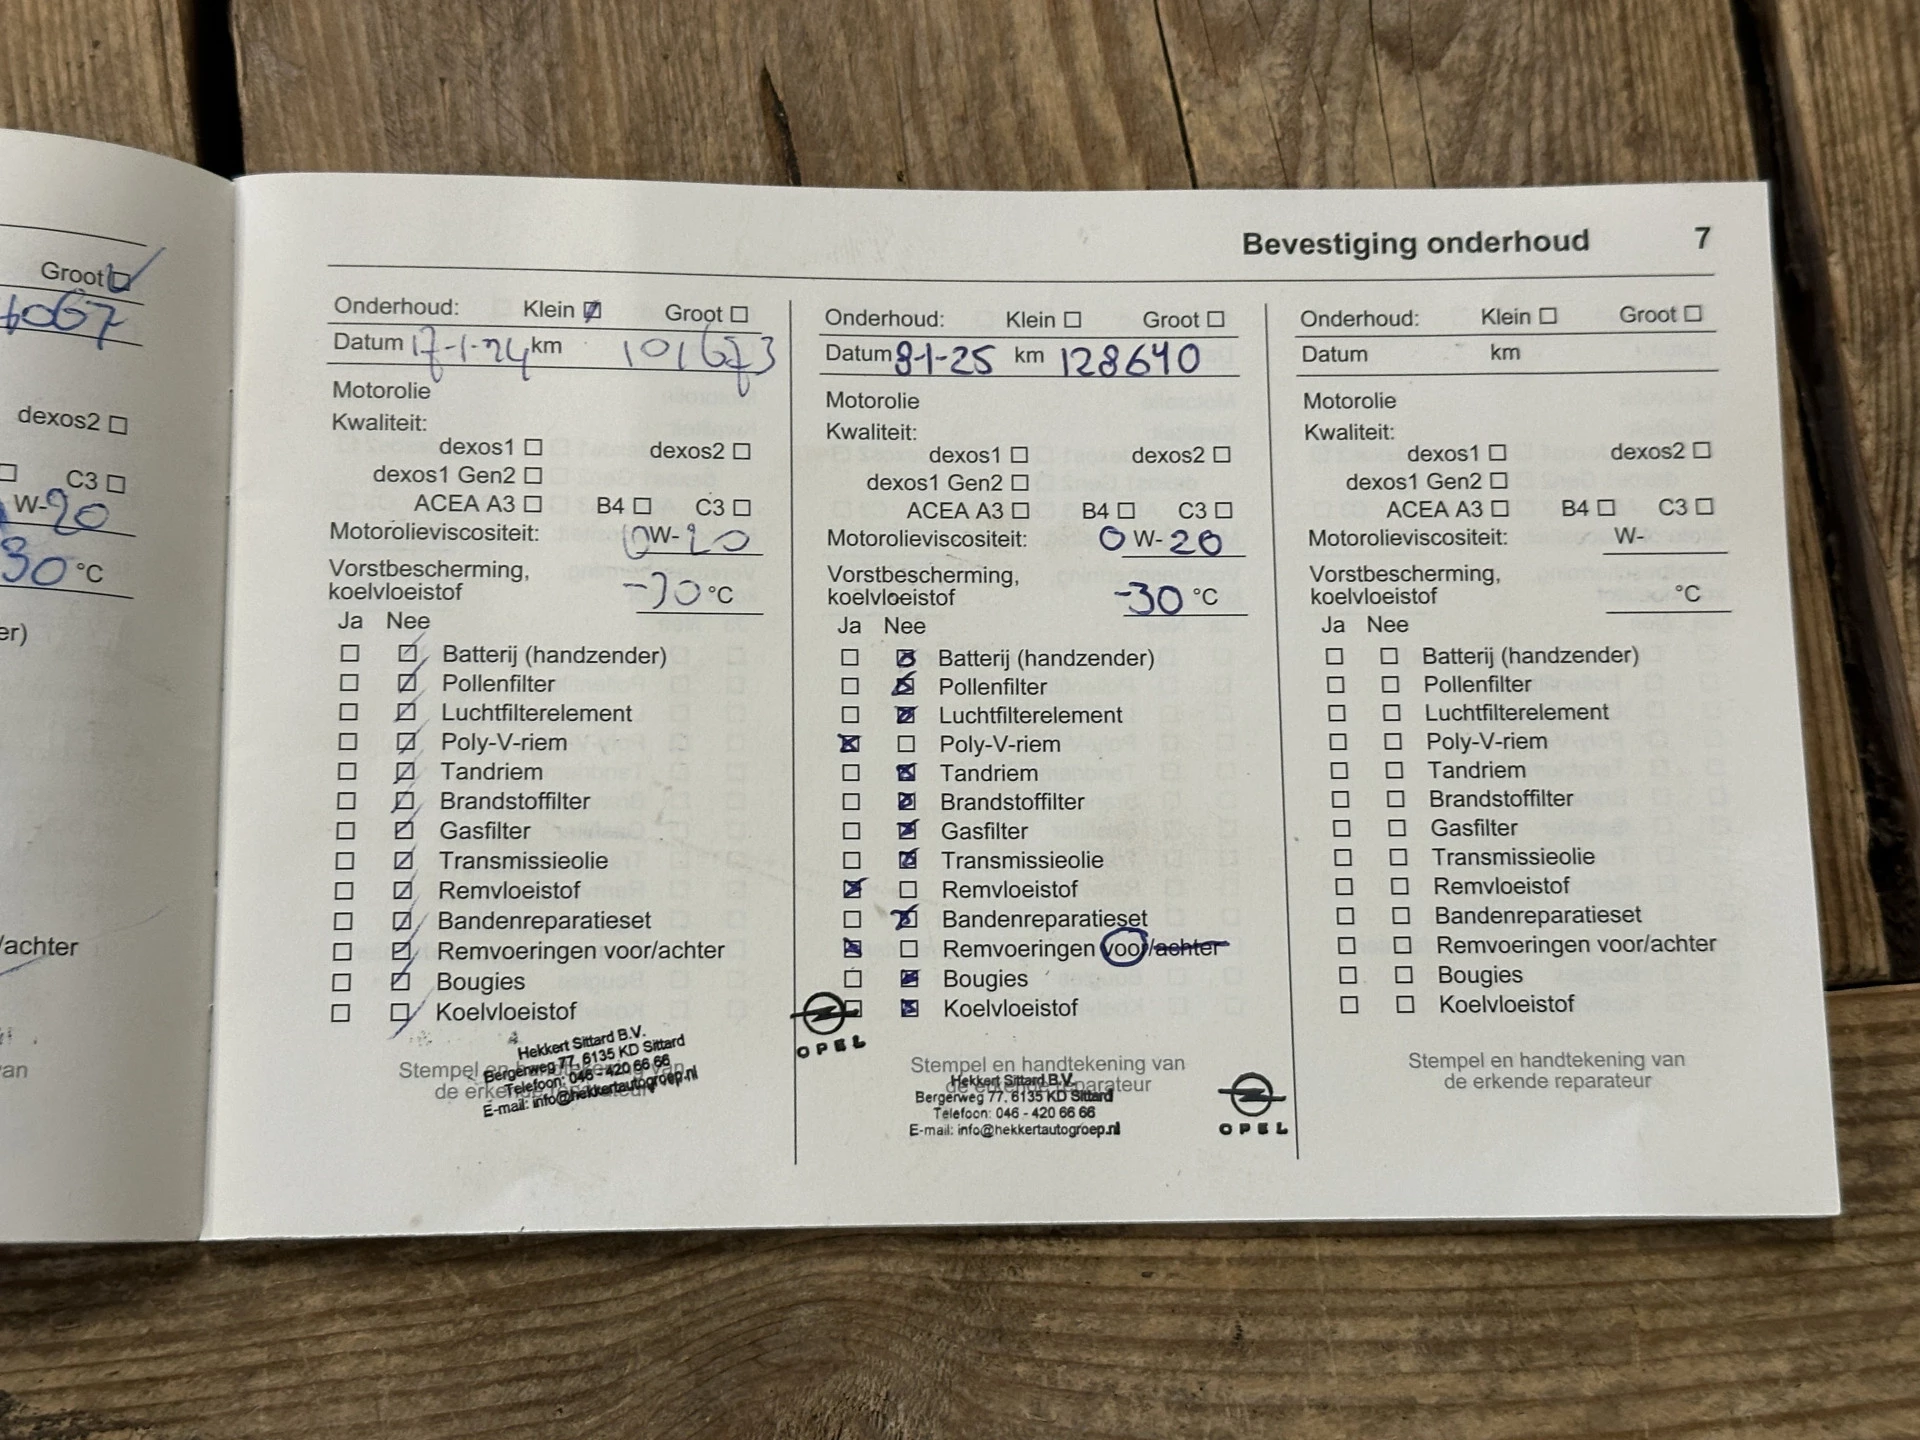 Groot
dexos2
C3
W-20
30 °C
er)
/achter
an
Bevestiging onderhoud 7
Onderhoud: Klein Groot
Datum 17-1-24 km 101673
Motorolie
Kwaliteit:
dexos1 dexos2
dexos1 Gen2
ACEA A3 B4 C3
Motorolieviscositeit: 0W-20
Vorstbescherming,
koelvloeistof -30 °C
Ja Nee
Batterij (handzender)
Pollenfilter
Luchtfilterelement
Poly-V-riem
Tandriem
Brandstoffilter
Gasfilter
Transmissieolie
Remvloeistof
Bandenreparatieset
Remvoeringen voor/achter
Bougies
Koelvloeistof
Stempel en handtekening van
de erkende reparateur
Hekkert Sittard B.V.
Bergerweg 77, 6135 KD Sittard
Telefoon: 046 - 420 66 66
E-mail: info@hekkertautogroep.nl
OPEL
Onderhoud: Klein Groot
Datum 8-1-25 km 128640
Motorolie
Kwaliteit:
dexos1 dexos2
dexos1 Gen2
ACEA A3 B4 C3
Motorolieviscositeit: 0 W-20
Vorstbescherming,
koelvloeistof -30 °C
Ja Nee
Batterij (handzender)
Pollenfilter
Luchtfilterelement
Poly-V-riem
Tandriem
Brandstoffilter
Gasfilter
Transmissieolie
Remvloeistof
Bandenreparatieset
Remvoeringen voor/achter
Bougies
Koelvloeistof
Stempel en handtekening van
de erkende reparateur
Hekkert Sittard B.V.
Bergerweg 77, 6135 KD Sittard
Telefoon: 046 - 420 66 66
E-mail: info@hekkertautogroep.nl
OPEL
Onderhoud: Klein Groot
Datum km
Motorolie
Kwaliteit:
dexos1 dexos2
dexos1 Gen2
ACEA A3 B4 C3
Motorolieviscositeit: W-
Vorstbescherming,
koelvloeistof °C
Ja Nee
Batterij (handzender)
Pollenfilter
Luchtfilterelement
Poly-V-riem
Tandriem
Brandstoffilter
Gasfilter
Transmissieolie
Remvloeistof
Bandenreparatieset
Remvoeringen voor/achter
Bougies
Koelvloeistof
Stempel en handtekening van
de erkende reparateur